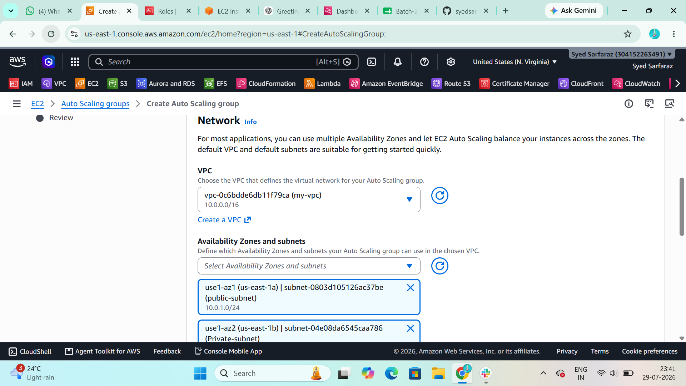 (4) Wha
Create A
Roles |
EC2 Inst
Greetin
Dashbo
Batch-2
syedsar
Ask Gemini
us-east-1.console.aws.amazon.com/ec2/home?region=us-east-1#CreateAutoScalingGroup:
aws
Search
[Alt+S]
United States (N. Virginia)
Syed Sarfaraz (304152263491)
Syed Sarfaraz
IAM
VPC
EC2
S3
Aurora and RDS
EFS
CloudFormation
Lambda
Amazon EventBridge
Route 53
Certificate Manager
CloudFront
CloudWatch
EC2
Auto Scaling groups
Create Auto Scaling group
Review
Network Info
For most applications, you can use multiple Availability Zones and let EC2 Auto Scaling balance your instances across the zones. The
default VPC and default subnets are suitable for getting started quickly.
VPC
Choose the VPC that defines the virtual network for your Auto Scaling group.
vpc-0c6bdde6db11f79ca (my-vpc)
10.0.0.0/16
Create a VPC
Availability Zones and subnets
Define which Availability Zones and subnets your Auto Scaling group can use in the chosen VPC.
Select Availability Zones and subnets
use1-az1 (us-east-1a) | subnet-0803d105126ac37be
(public-subnet)
10.0.1.0/24
use1-az2 (us-east-1b) | subnet-04e08da6545caa786
(Private-subnet)
CloudShell
Agent Toolkit for AWS
Feedback
Console Mobile App
© 2026, Amazon Web Services, Inc. or its affiliates.
Privacy
Terms
Cookie preferences
24°C
Light rain
Search
ENG
IN
23:41
29-07-2026